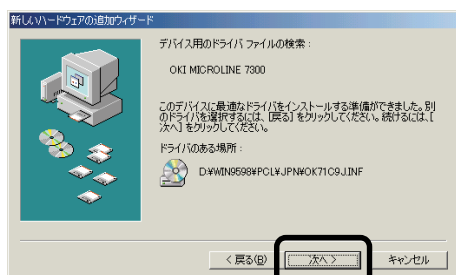 新しいハードウェアの追加ウィザード
デバイス用のドライバ ファイルの検索 :
OKI MICROLINE 7300
このデバイスに最適なドライバをインストールする準備ができました。別
のドライバを選択するには、[戻る] をクリックしてください。続けるには、[
次へ] をクリックしてください。
ドライバのある場所 :
D:¥WIN9598¥PCL¥JPN¥OK71C9J.INF
< 戻る(B)
次へ >
キャンセル